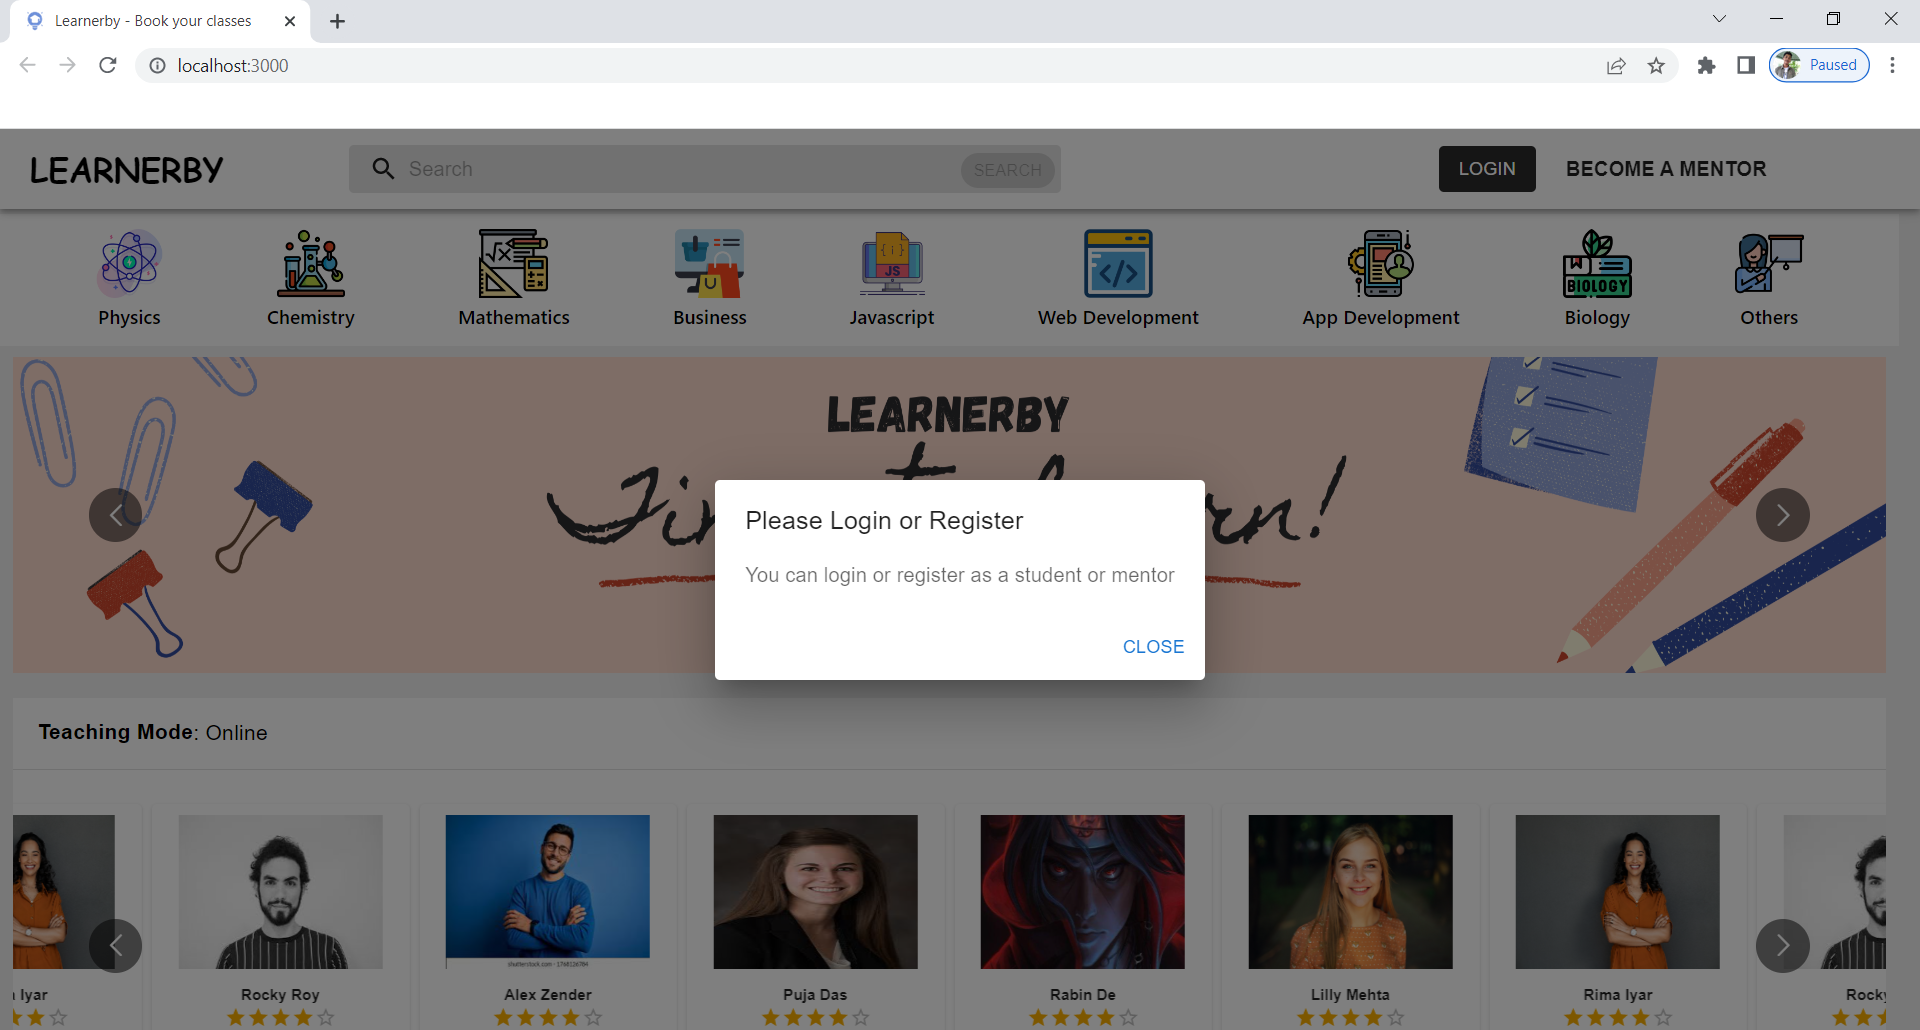 Learnerby - Book your classes
localhost:3000
Paused
LEARNERBY
Search
SEARCH
LOGIN
BECOME A MENTOR
JS
BIOLOGY
Physics
Chemistry
Mathematics
Business
Javascript
Web Development
App Development
Biology
Others
LEARNERBY
Please Login or Register
You can login or register as a student or mentor
CLOSE
Teaching Mode: Online
Iyar
Rocky Roy
Alex Zender
Puja Das
Rabin De
Lilly Mehta
Rima Iyar
Rocky